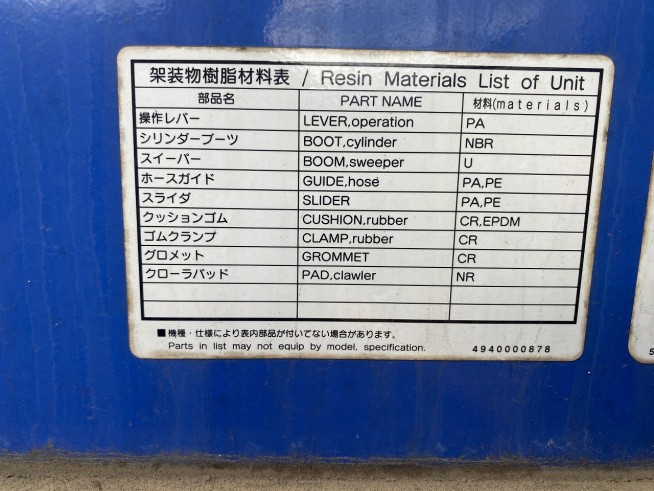 架装物樹脂材料表 / Resin Materials List of Unit
部品名 PART NAME 材料(materials)
操作レバー LEVER,operation PA
シリンダーブーツ BOOT,cylinder NBR
スイーパー BOOM,sweeper U
ホースガイド GUIDE,hose PA,PE
スライダ SLIDER PA,PE
クッションゴム CUSHION,rubber CR,EPDM
ゴムクランプ CLAMP,rubber CR
グロメット GROMMET CR
クローラパッド PAD,clawler NR
■機種・仕様により表内部品が付いてない場合があります。
Parts in list may not equip by model, specification.
4940000878
5